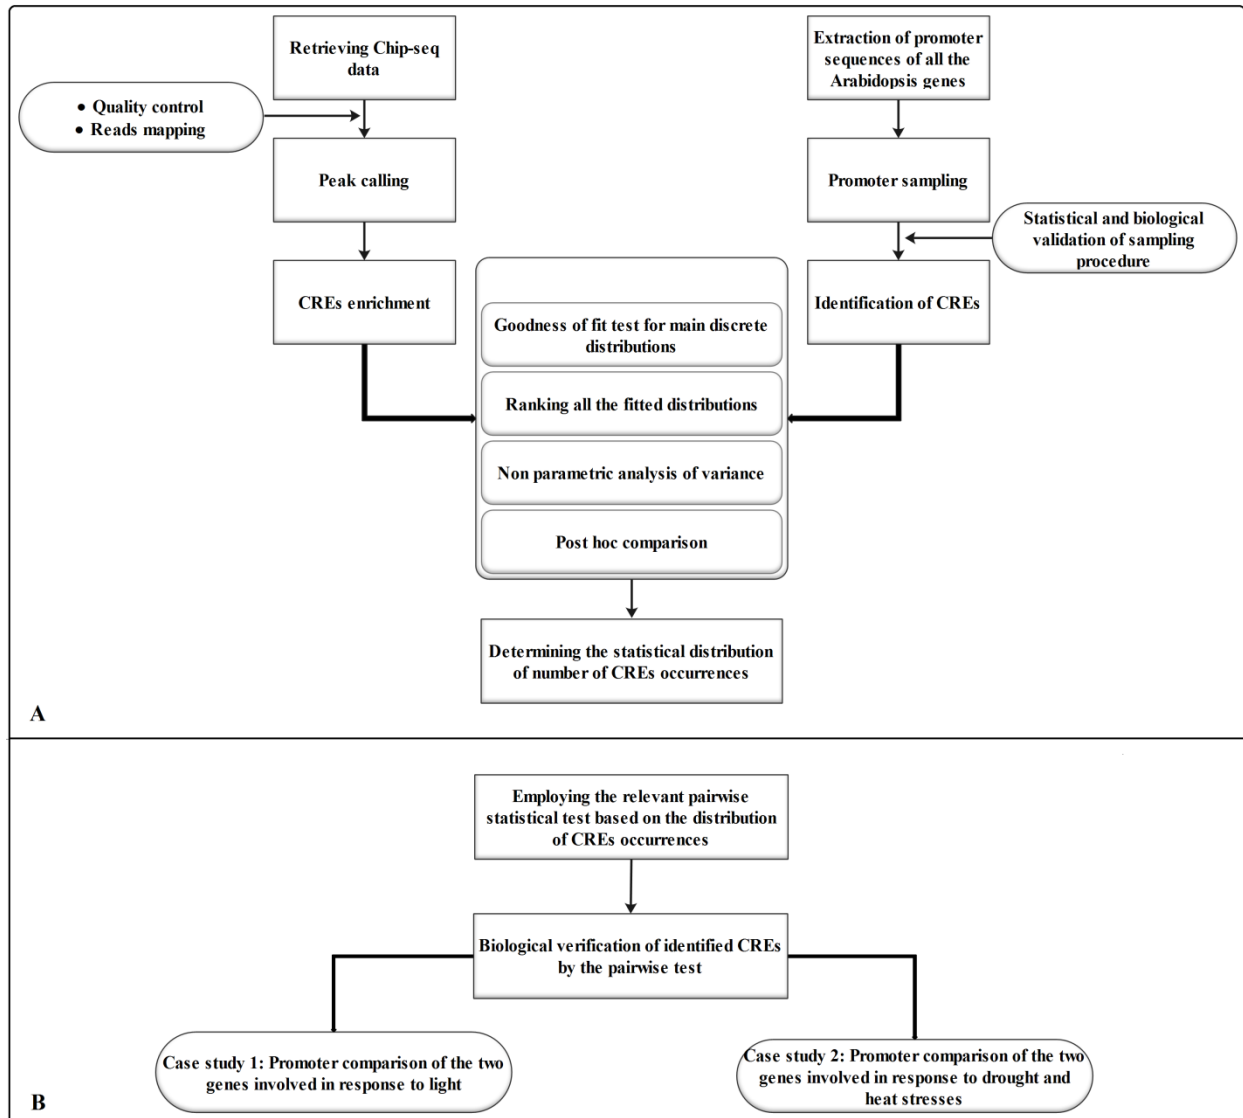 Retrieving Chip-seq
data
Extraction of promoter
sequences of all the
Arabidopsis genes
• Quality control
• Reads mapping
Peak calling
Promoter sampling
Statistical and biological
validation of sampling
procedure
CREs enrichment
Identification of CREs
Goodness of fit test for main discrete
distributions
Ranking all the fitted distributions
Non parametric analysis of variance
Post hoc comparison
Determining the statistical distribution
of number of CREs occurrences
A
Employing the relevant pairwise
statistical test based on the distribution
of CREs occurrences
Biological verification of identified CREs
by the pairwise test
Case study 1: Promoter comparison of the two
genes involved in response to light
Case study 2: Promoter comparison of the two
genes involved in response to drought and
heat stresses
B